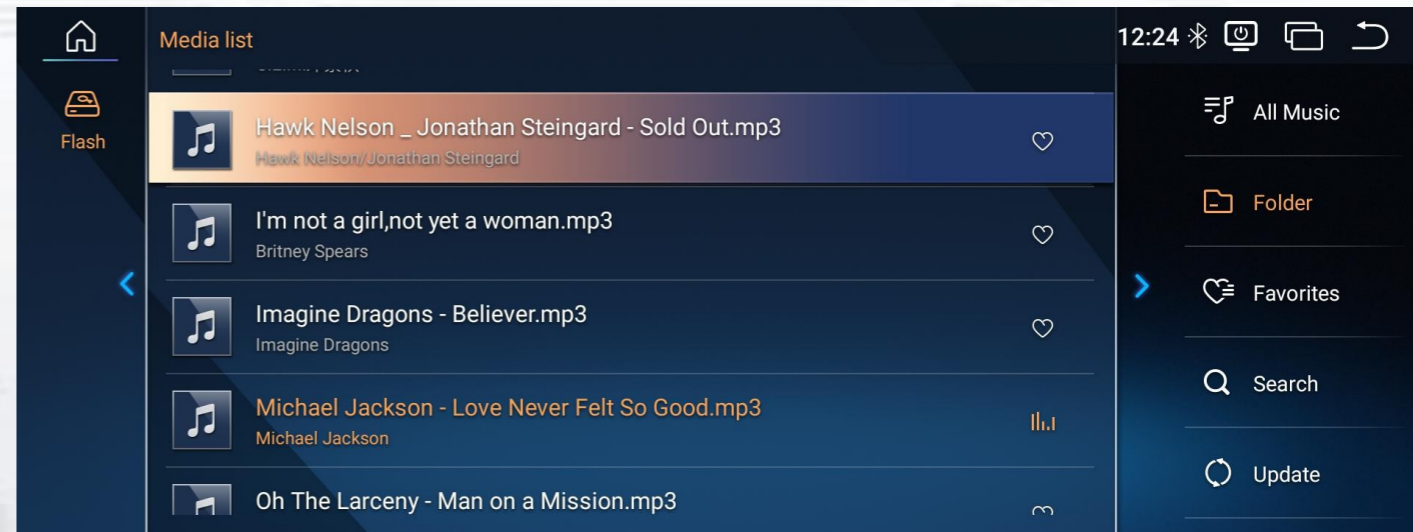 Media list
12:24
Flash
Hawk Nelson _ Jonathan Steingard - Sold Out.mp3
Hawk Nelson/Jonathan Steingard
I'm not a girl,not yet a woman.mp3
Britney Spears
Imagine Dragons - Believer.mp3
Imagine Dragons
Michael Jackson - Love Never Felt So Good.mp3
Michael Jackson
Oh The Larceny - Man on a Mission.mp3
All Music
Folder
Favorites
Search
Update